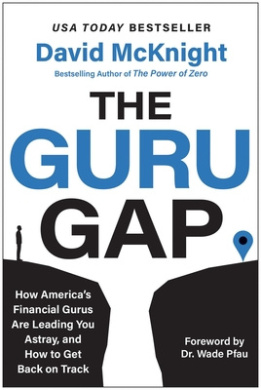 USA TODAY BESTSELLER
David McKnight
Bestselling Author of The Power of Zero
THE
GURU
GAP
How America's
Financial Gurus
Are Leading You
Astray, and
How to Get
Back on Track
Foreword by
Dr. Wade Pfau